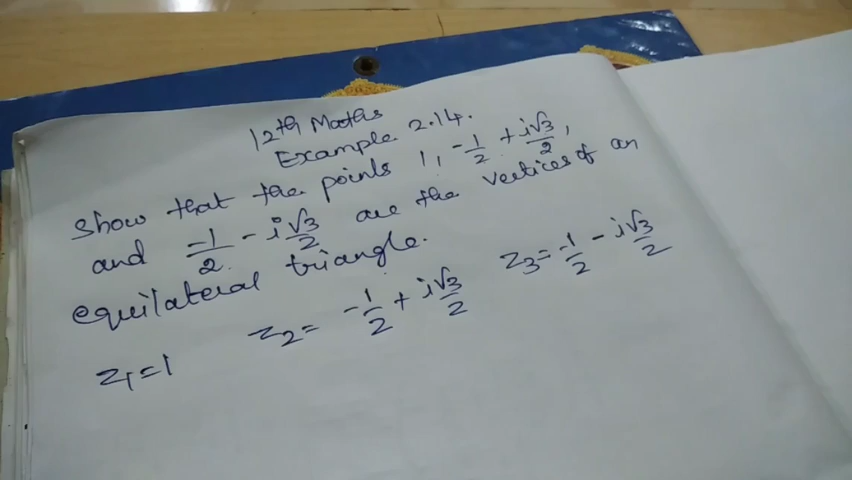 12th Maths
Example 2.14.
Show that the points 1, -1/2 + i√3/2,
and -1/2 - i√3/2 are the vertices of an
equilateral triangle.
z1=1 z2= -1/2 + i√3/2 z3= -1/2 - i√3/2